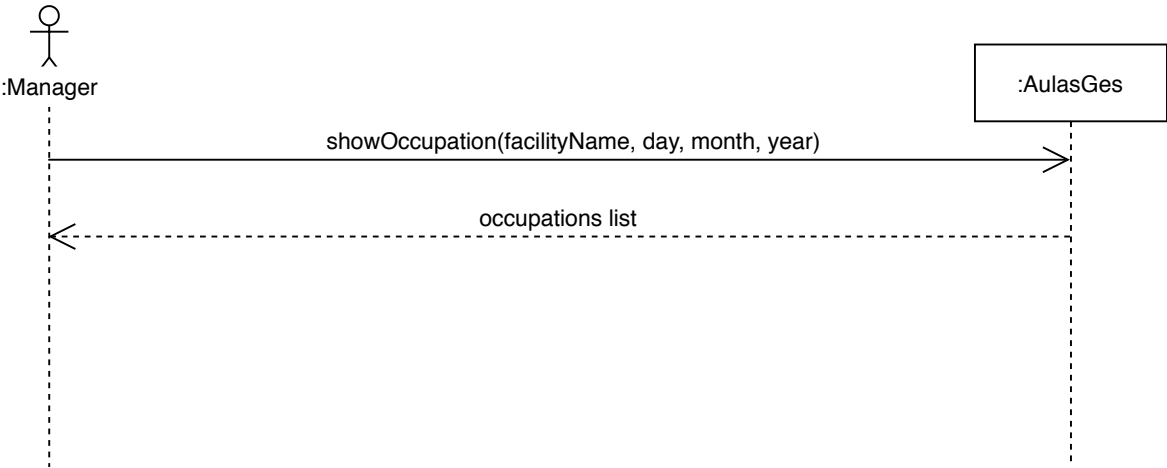 :Manager
:AulasGes
showOccupation(facilityName, day, month, year)
occupations list